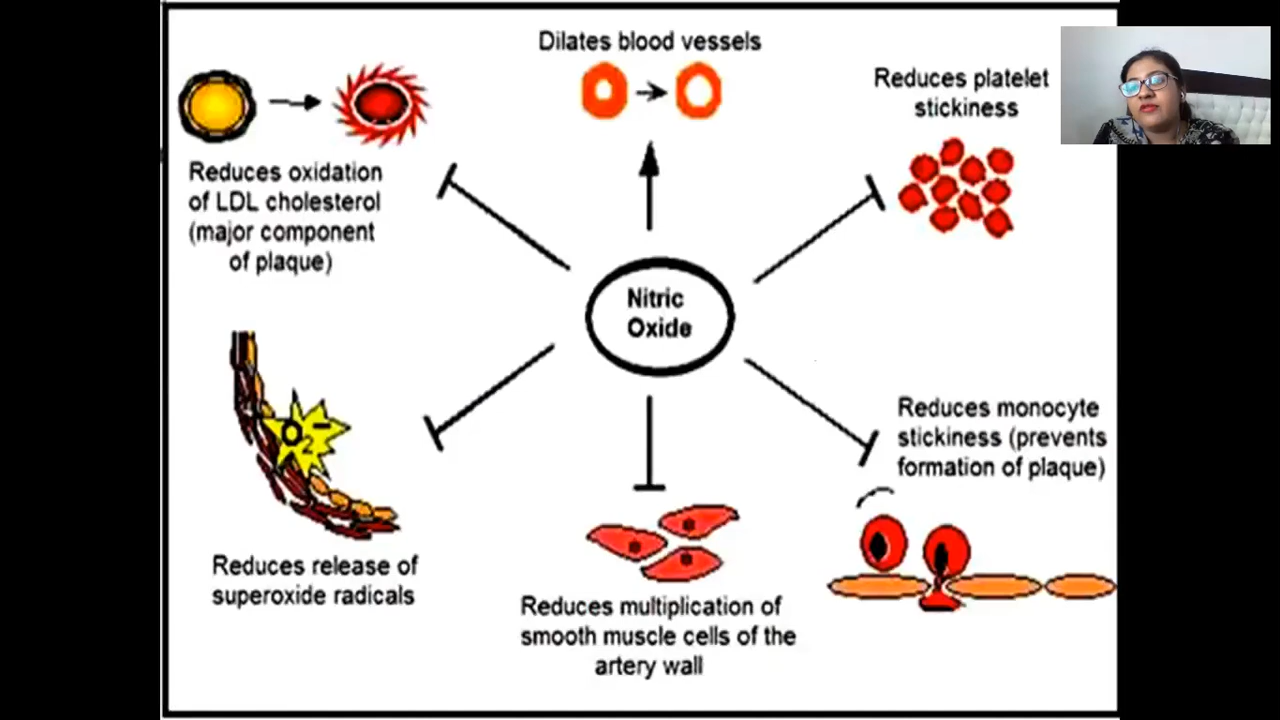 Dilates blood vessels
Reduces platelet
stickiness
Reduces oxidation
of LDL cholesterol
(major component
of plaque)
Nitric
Oxide
O2-
Reduces monocyte
stickiness (prevents
formation of plaque)
Reduces release of
superoxide radicals
Reduces multiplication of
smooth muscle cells of the
artery wall